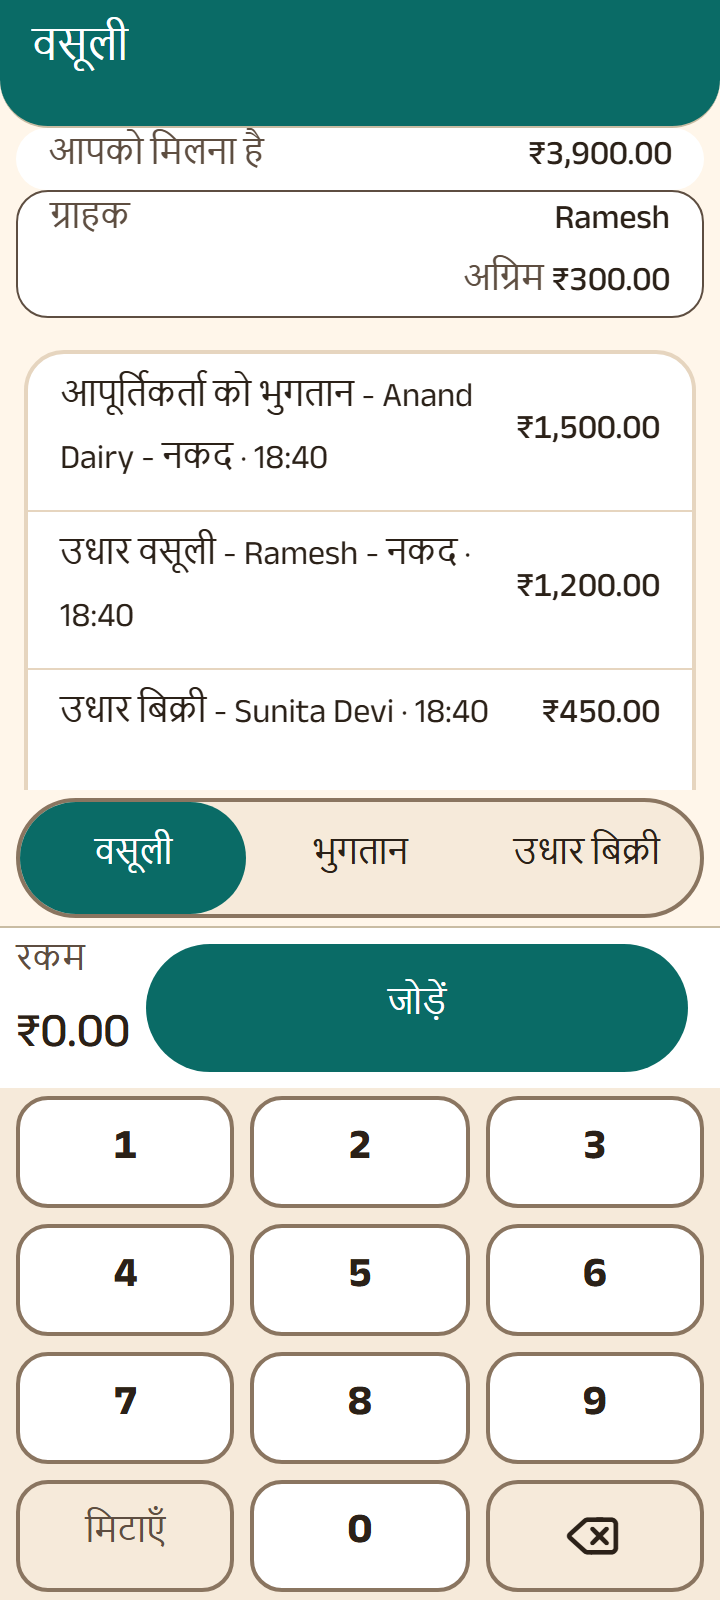 वसूली
आपको मिलना है ₹3,900.00
ग्राहक Ramesh
अग्रिम ₹300.00
आपूर्तिकर्ता को भुगतान - Anand
Dairy - नकद · 18:40
₹1,500.00
उधार वसूली - Ramesh - नकद ·
18:40
₹1,200.00
उधार बिक्री - Sunita Devi · 18:40 ₹450.00
वसूली भुगतान उधार बिक्री
रकम
₹0.00
जोड़ें
1 2 3
4 5 6
7 8 9
मिटाएँ 0